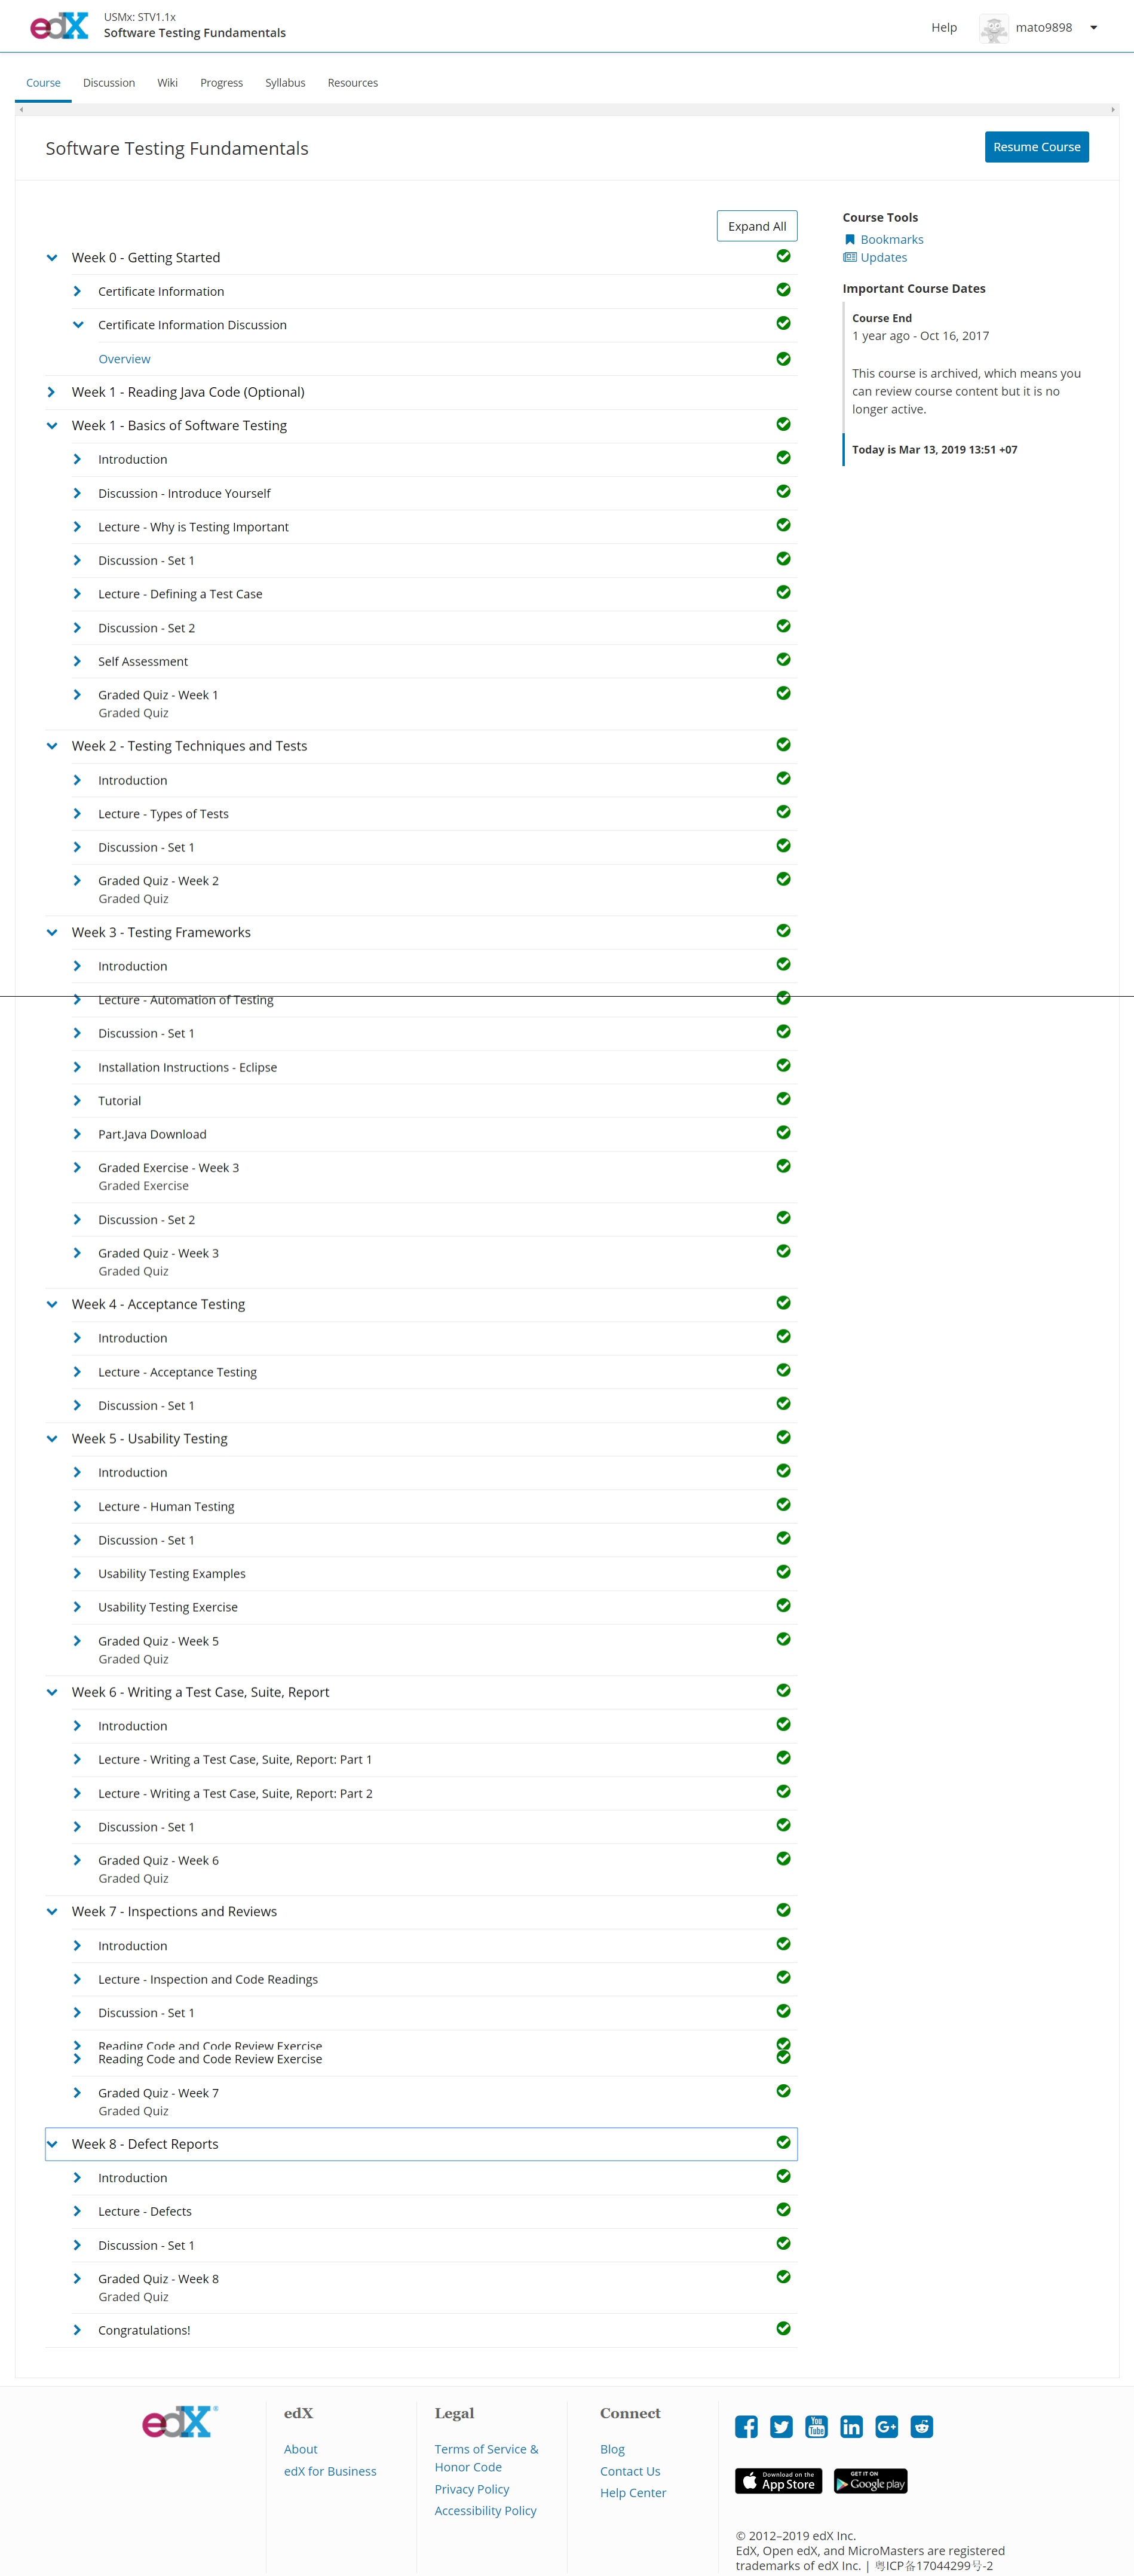 edX
USMx: STV1.1x
Software Testing Fundamentals
Help
mato9898
Course
Discussion
Wiki
Progress
Syllabus
Resources
Software Testing Fundamentals
Resume Course
Expand All
Week 0 - Getting Started
Certificate Information
Certificate Information Discussion
Overview
Week 1 - Reading Java Code (Optional)
Week 1 - Basics of Software Testing
Introduction
Discussion - Introduce Yourself
Lecture - Why is Testing Important
Discussion - Set 1
Lecture - Defining a Test Case
Discussion - Set 2
Self Assessment
Graded Quiz - Week 1
Graded Quiz
Week 2 - Testing Techniques and Tests
Introduction
Lecture - Types of Tests
Discussion - Set 1
Graded Quiz - Week 2
Graded Quiz
Week 3 - Testing Frameworks
Introduction
Lecture - Automation of Testing
Discussion - Set 1
Installation Instructions - Eclipse
Tutorial
Part.Java Download
Graded Exercise - Week 3
Graded Exercise
Discussion - Set 2
Graded Quiz - Week 3
Graded Quiz
Week 4 - Acceptance Testing
Introduction
Lecture - Acceptance Testing
Discussion - Set 1
Week 5 - Usability Testing
Introduction
Lecture - Human Testing
Discussion - Set 1
Usability Testing Examples
Usability Testing Exercise
Graded Quiz - Week 5
Graded Quiz
Week 6 - Writing a Test Case, Suite, Report
Introduction
Lecture - Writing a Test Case, Suite, Report: Part 1
Lecture - Writing a Test Case, Suite, Report: Part 2
Discussion - Set 1
Graded Quiz - Week 6
Graded Quiz
Week 7 - Inspections and Reviews
Introduction
Lecture - Inspection and Code Readings
Discussion - Set 1
Reading Code and Code Review Exercise
Reading Code and Code Review Exercise
Graded Quiz - Week 7
Graded Quiz
Week 8 - Defect Reports
Introduction
Lecture - Defects
Discussion - Set 1
Graded Quiz - Week 8
Graded Quiz
Congratulations!
Course Tools
Bookmarks
Updates
Important Course Dates
Course End
1 year ago - Oct 16, 2017
This course is archived, which means you
can review course content but it is no
longer active.
Today is Mar 13, 2019 13:51 +07
edX®
edX
About
edX for Business
Legal
Terms of Service &
Honor Code
Privacy Policy
Accessibility Policy
Connect
Blog
Contact Us
Help Center
You
Tube
in
G+
Download on the
App Store
GET IT ON
Google play
© 2012–2019 edX Inc.
EdX, Open edX, and MicroMasters are registered
trademarks of edX Inc. | 粤ICP备17044299号-2